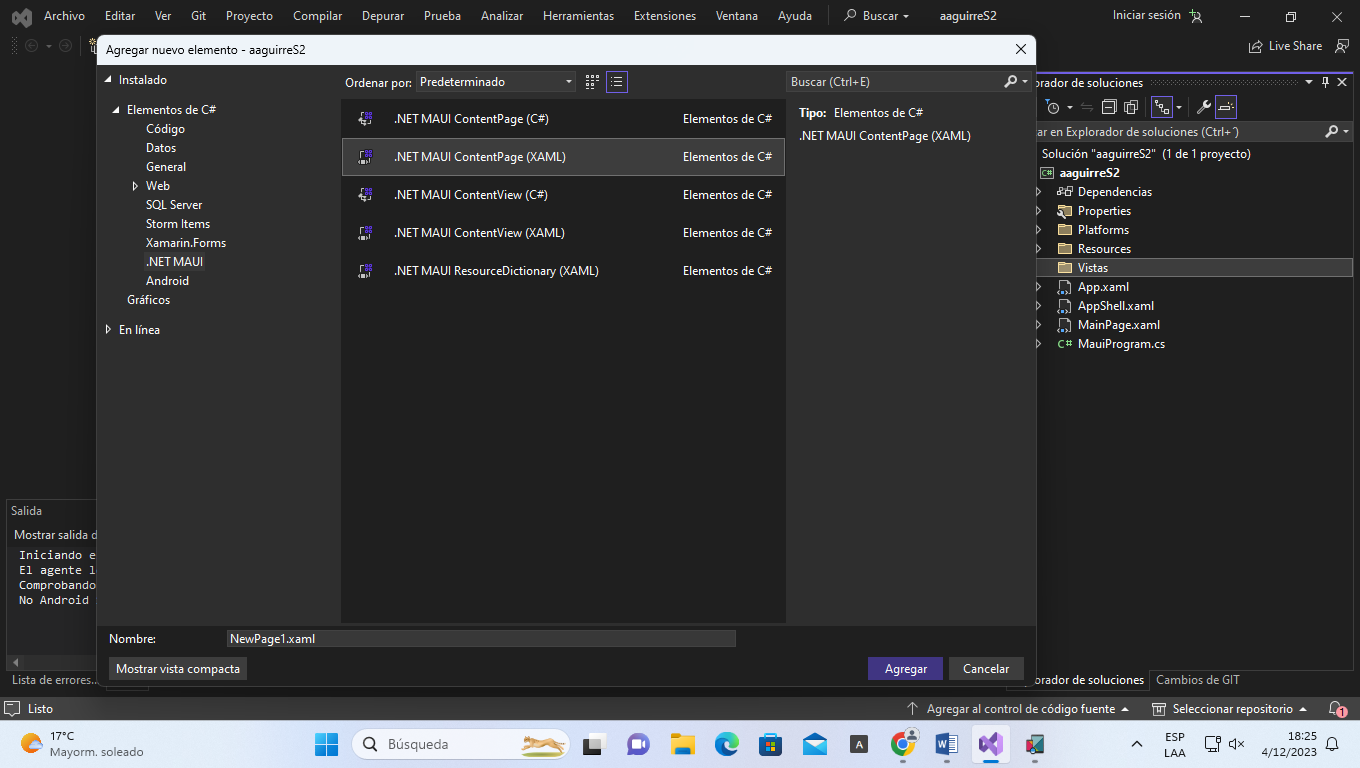 Archivo Editar Ver Git Proyecto Compilar Depurar Prueba Analizar Herramientas Extensiones Ventana Ayuda Buscar aaguirreS2 Iniciar sesión
Live Share
Agregar nuevo elemento - aaguirreS2
Instalado
Elementos de C#
Código
Datos
General
Web
SQL Server
Storm Items
Xamarin.Forms
.NET MAUI
Android
Gráficos
En línea
Ordenar por: Predeterminado
.NET MAUI ContentPage (C#) Elementos de C#
.NET MAUI ContentPage (XAML) Elementos de C#
.NET MAUI ContentView (C#) Elementos de C#
.NET MAUI ContentView (XAML) Elementos de C#
.NET MAUI ResourceDictionary (XAML) Elementos de C#
Buscar (Ctrl+E)
Tipo: Elementos de C#
.NET MAUI ContentPage (XAML)
Nombre: NewPage1.xaml
Mostrar vista compacta Agregar Cancelar
orador de soluciones
ar en Explorador de soluciones (Ctrl+´)
Solución "aaguirreS2" (1 de 1 proyecto)
C# aaguirreS2
Dependencias
Properties
Platforms
Resources
Vistas
App.xaml
AppShell.xaml
MainPage.xaml
C# MauiProgram.cs
Salida
Mostrar salida d
Iniciando e
El agente l
Comprobando
No Android
Lista de errores... orador de soluciones Cambios de GIT
Listo Agregar al control de código fuente Seleccionar repositorio 1
17°C
Mayorm. soleado
Búsqueda
A
ESP
LAA
18:25
4/12/2023